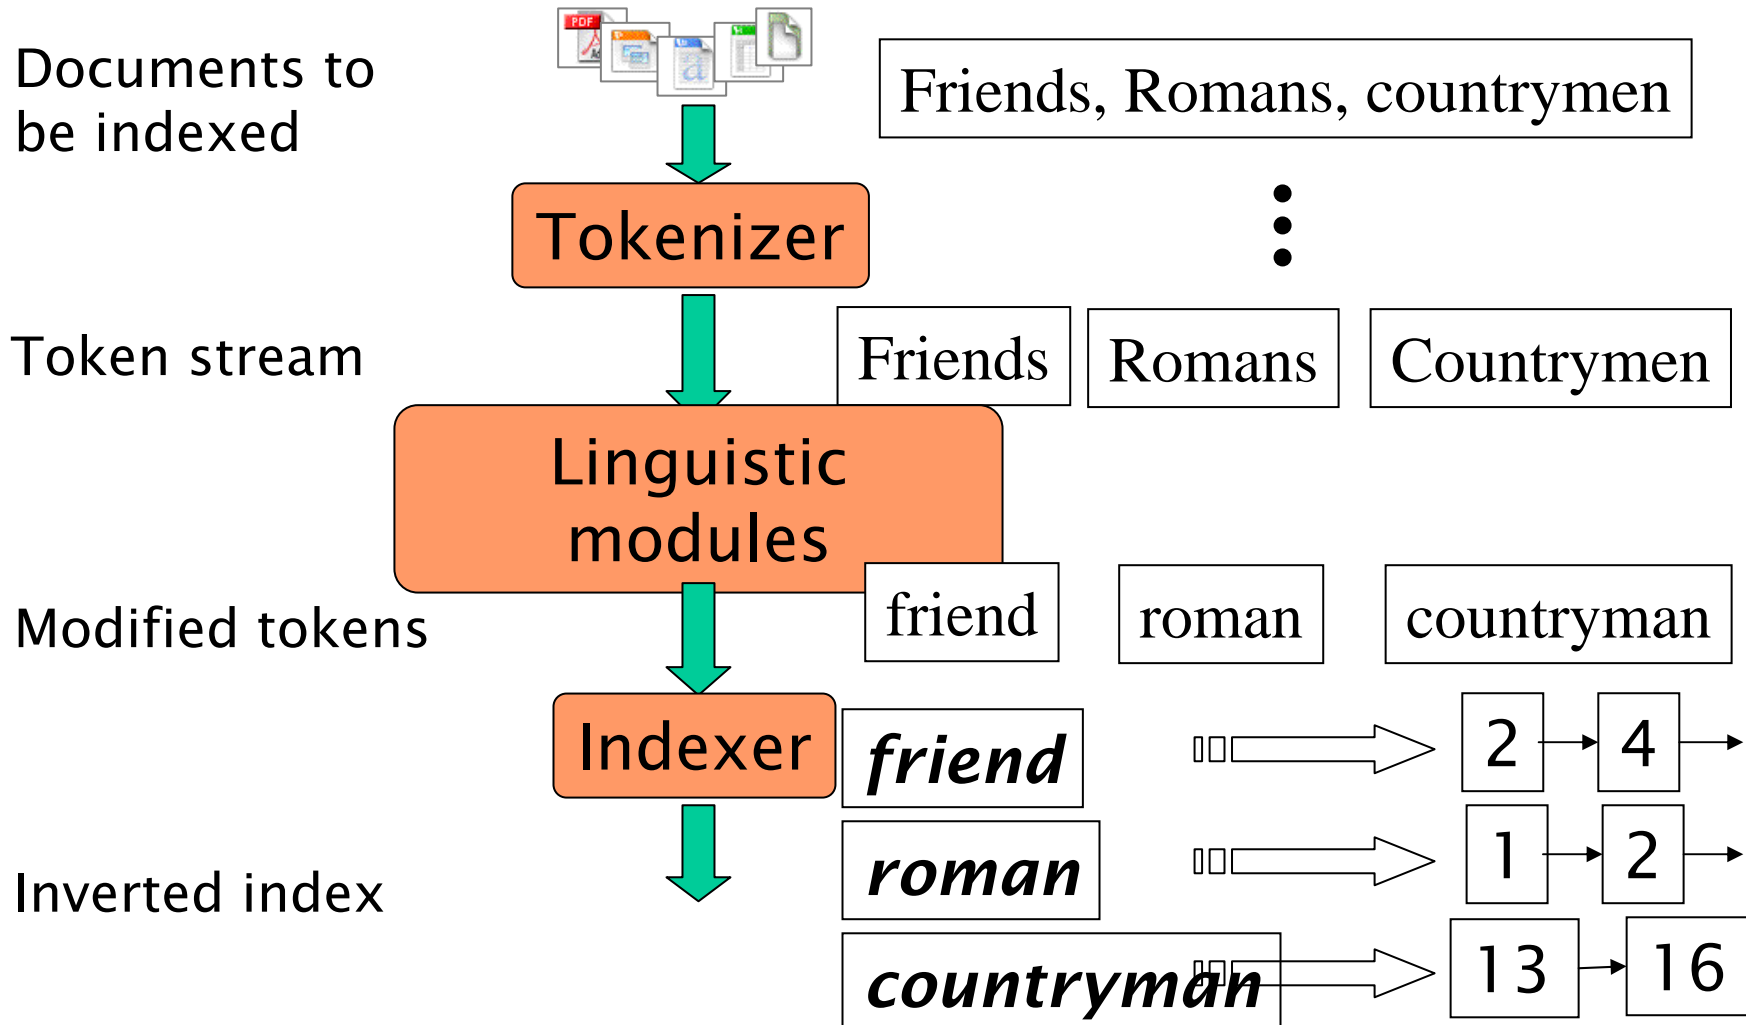 PDF
Documents to
be indexed
Friends, Romans, countrymen
Tokenizer
Token stream
Friends Romans Countrymen
Linguistic
modules
Modified tokens
friend roman countryman
Indexer
friend 2 4
roman 1 2
Inverted index
countryman 13 16